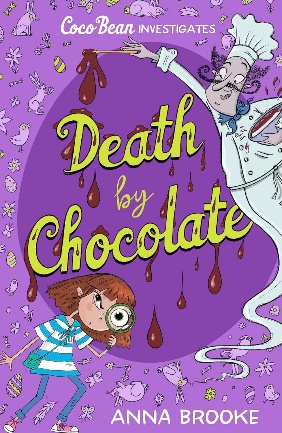 Coco Bean INVESTIGATES
Death
by
Chocolate
ANNA BROOKE